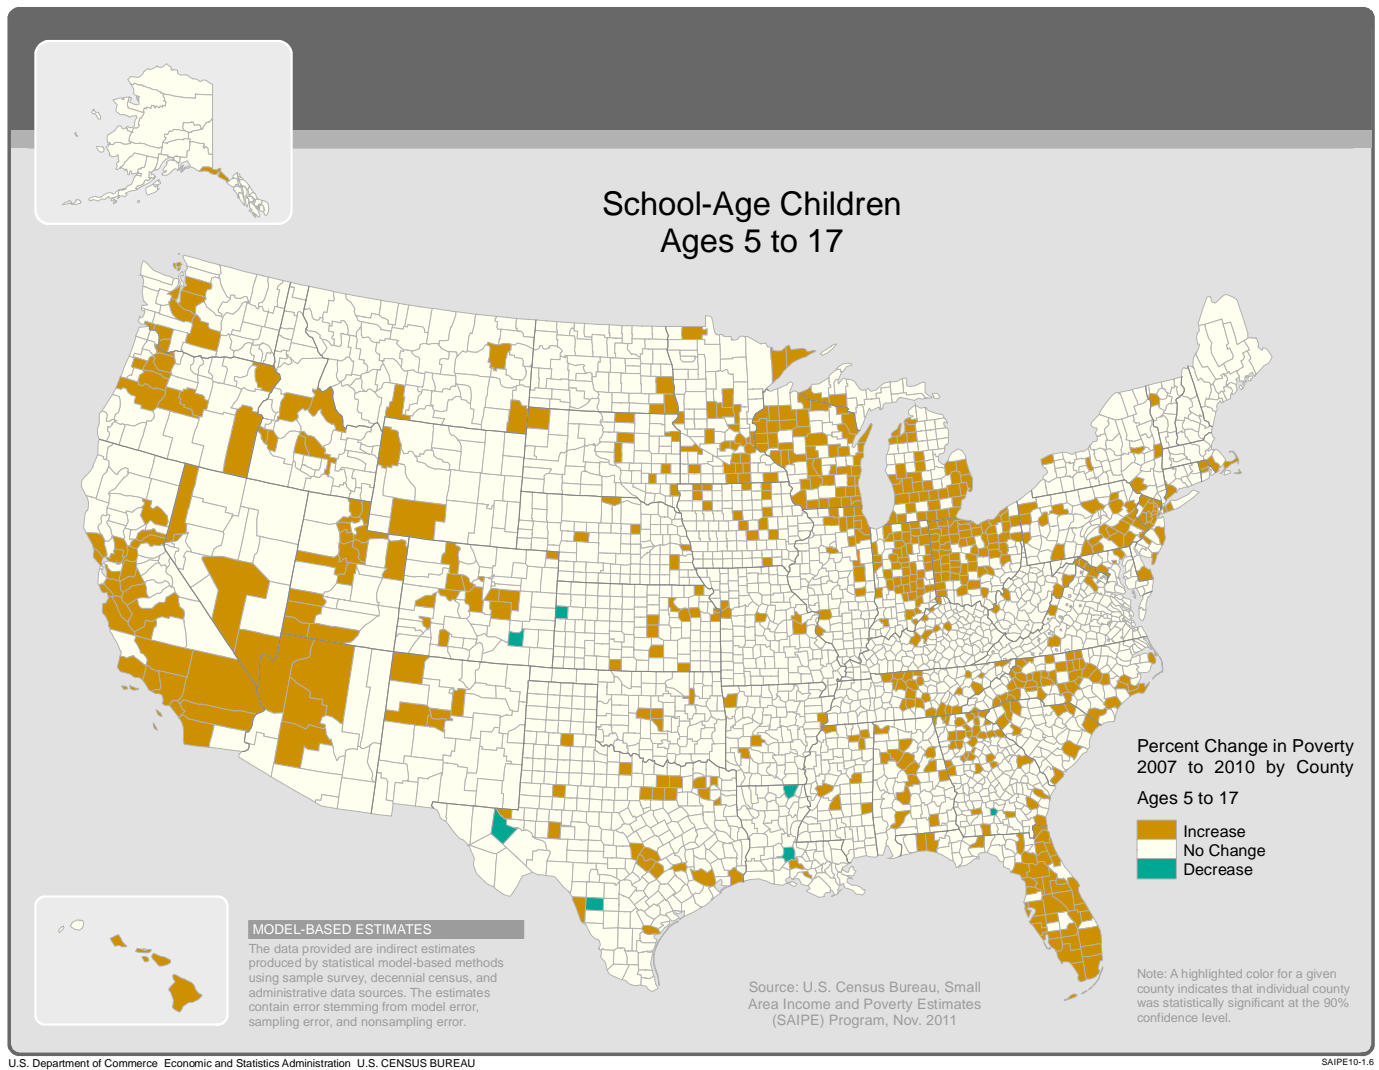 School-Age Children
Ages 5 to 17
Percent Change in Poverty
2007 to 2010 by County
Ages 5 to 17
Increase
No Change
Decrease
MODEL-BASED ESTIMATES
The data provided are indirect estimates
produced by statistical model-based methods
using sample survey, decennial census, and
administrative data sources. The estimates
contain error stemming from model error,
sampling error, and nonsampling error.
Source: U.S. Census Bureau, Small
Area Income and Poverty Estimates
(SAIPE) Program, Nov. 2011
Note: A highlighted color for a given
county indicates that individual county
was statistically significant at the 90%
confidence level.
U.S. Department of Commerce Economic and Statistics Administration U.S. CENSUS BUREAU
SAIPE10-1.6